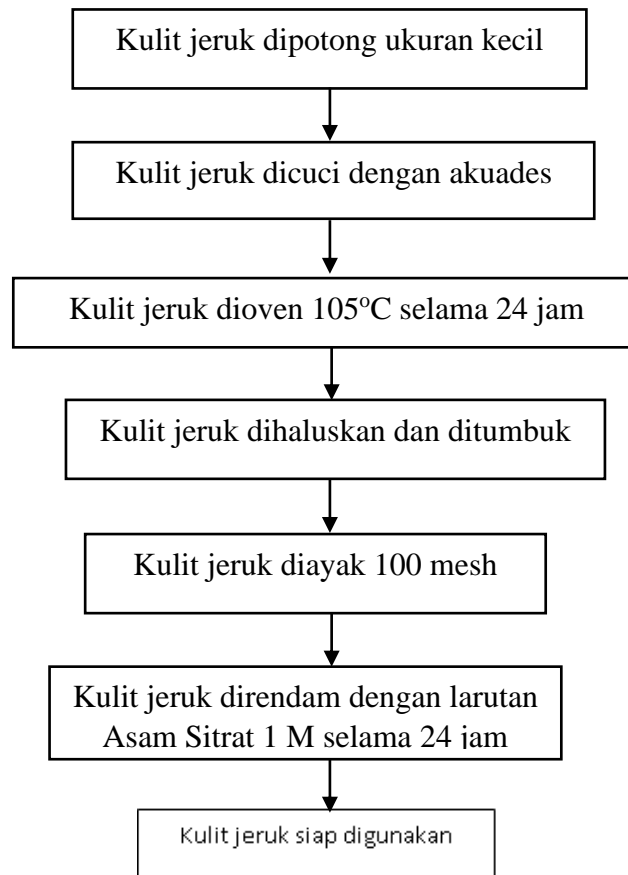 Kulit jeruk dipotong ukuran kecil
Kulit jeruk dicuci dengan akuades
Kulit jeruk dioven 105°C selama 24 jam
Kulit jeruk dihaluskan dan ditumbuk
Kulit jeruk diayak 100 mesh
Kulit jeruk direndam dengan larutan
Asam Sitrat 1 M selama 24 jam
Kulit jeruk siap digunakan